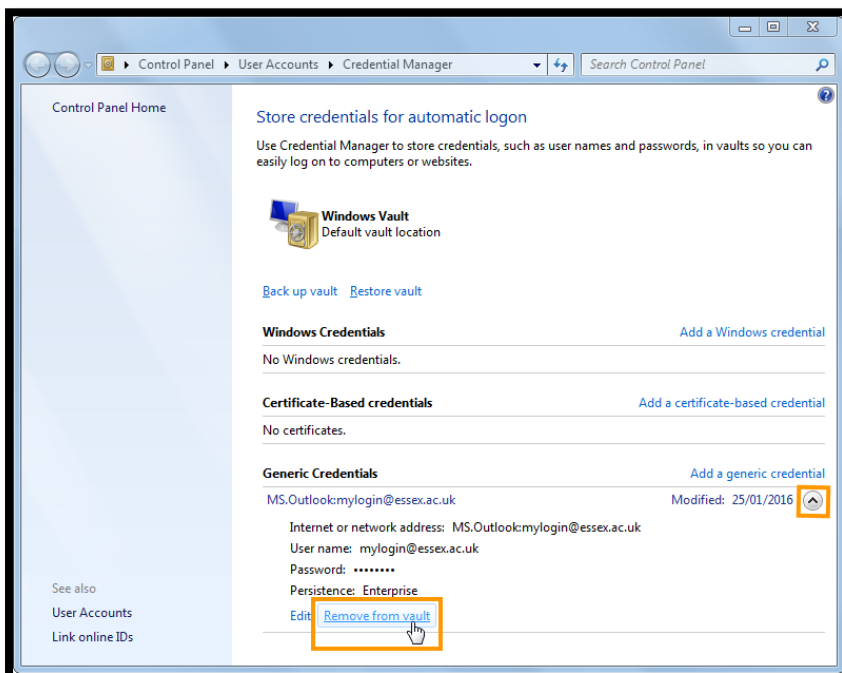 Control Panel User Accounts Credential Manager
Search Control Panel
Control Panel Home
Store credentials for automatic logon
Use Credential Manager to store credentials, such as user names and passwords, in vaults so you can
easily log on to computers or websites.
Windows Vault
Default vault location
Back up vault Restore vault
Windows Credentials Add a Windows credential
No Windows credentials.
Certificate-Based credentials Add a certificate-based credential
No certificates.
Generic Credentials Add a generic credential
MS.Outlook:mylogin@essex.ac.uk Modified: 25/01/2016
Internet or network address: MS.Outlook:mylogin@essex.ac.uk
User name: mylogin@essex.ac.uk
Password: ••••••••
Persistence: Enterprise
Edit Remove from vault
See also
User Accounts
Link online IDs